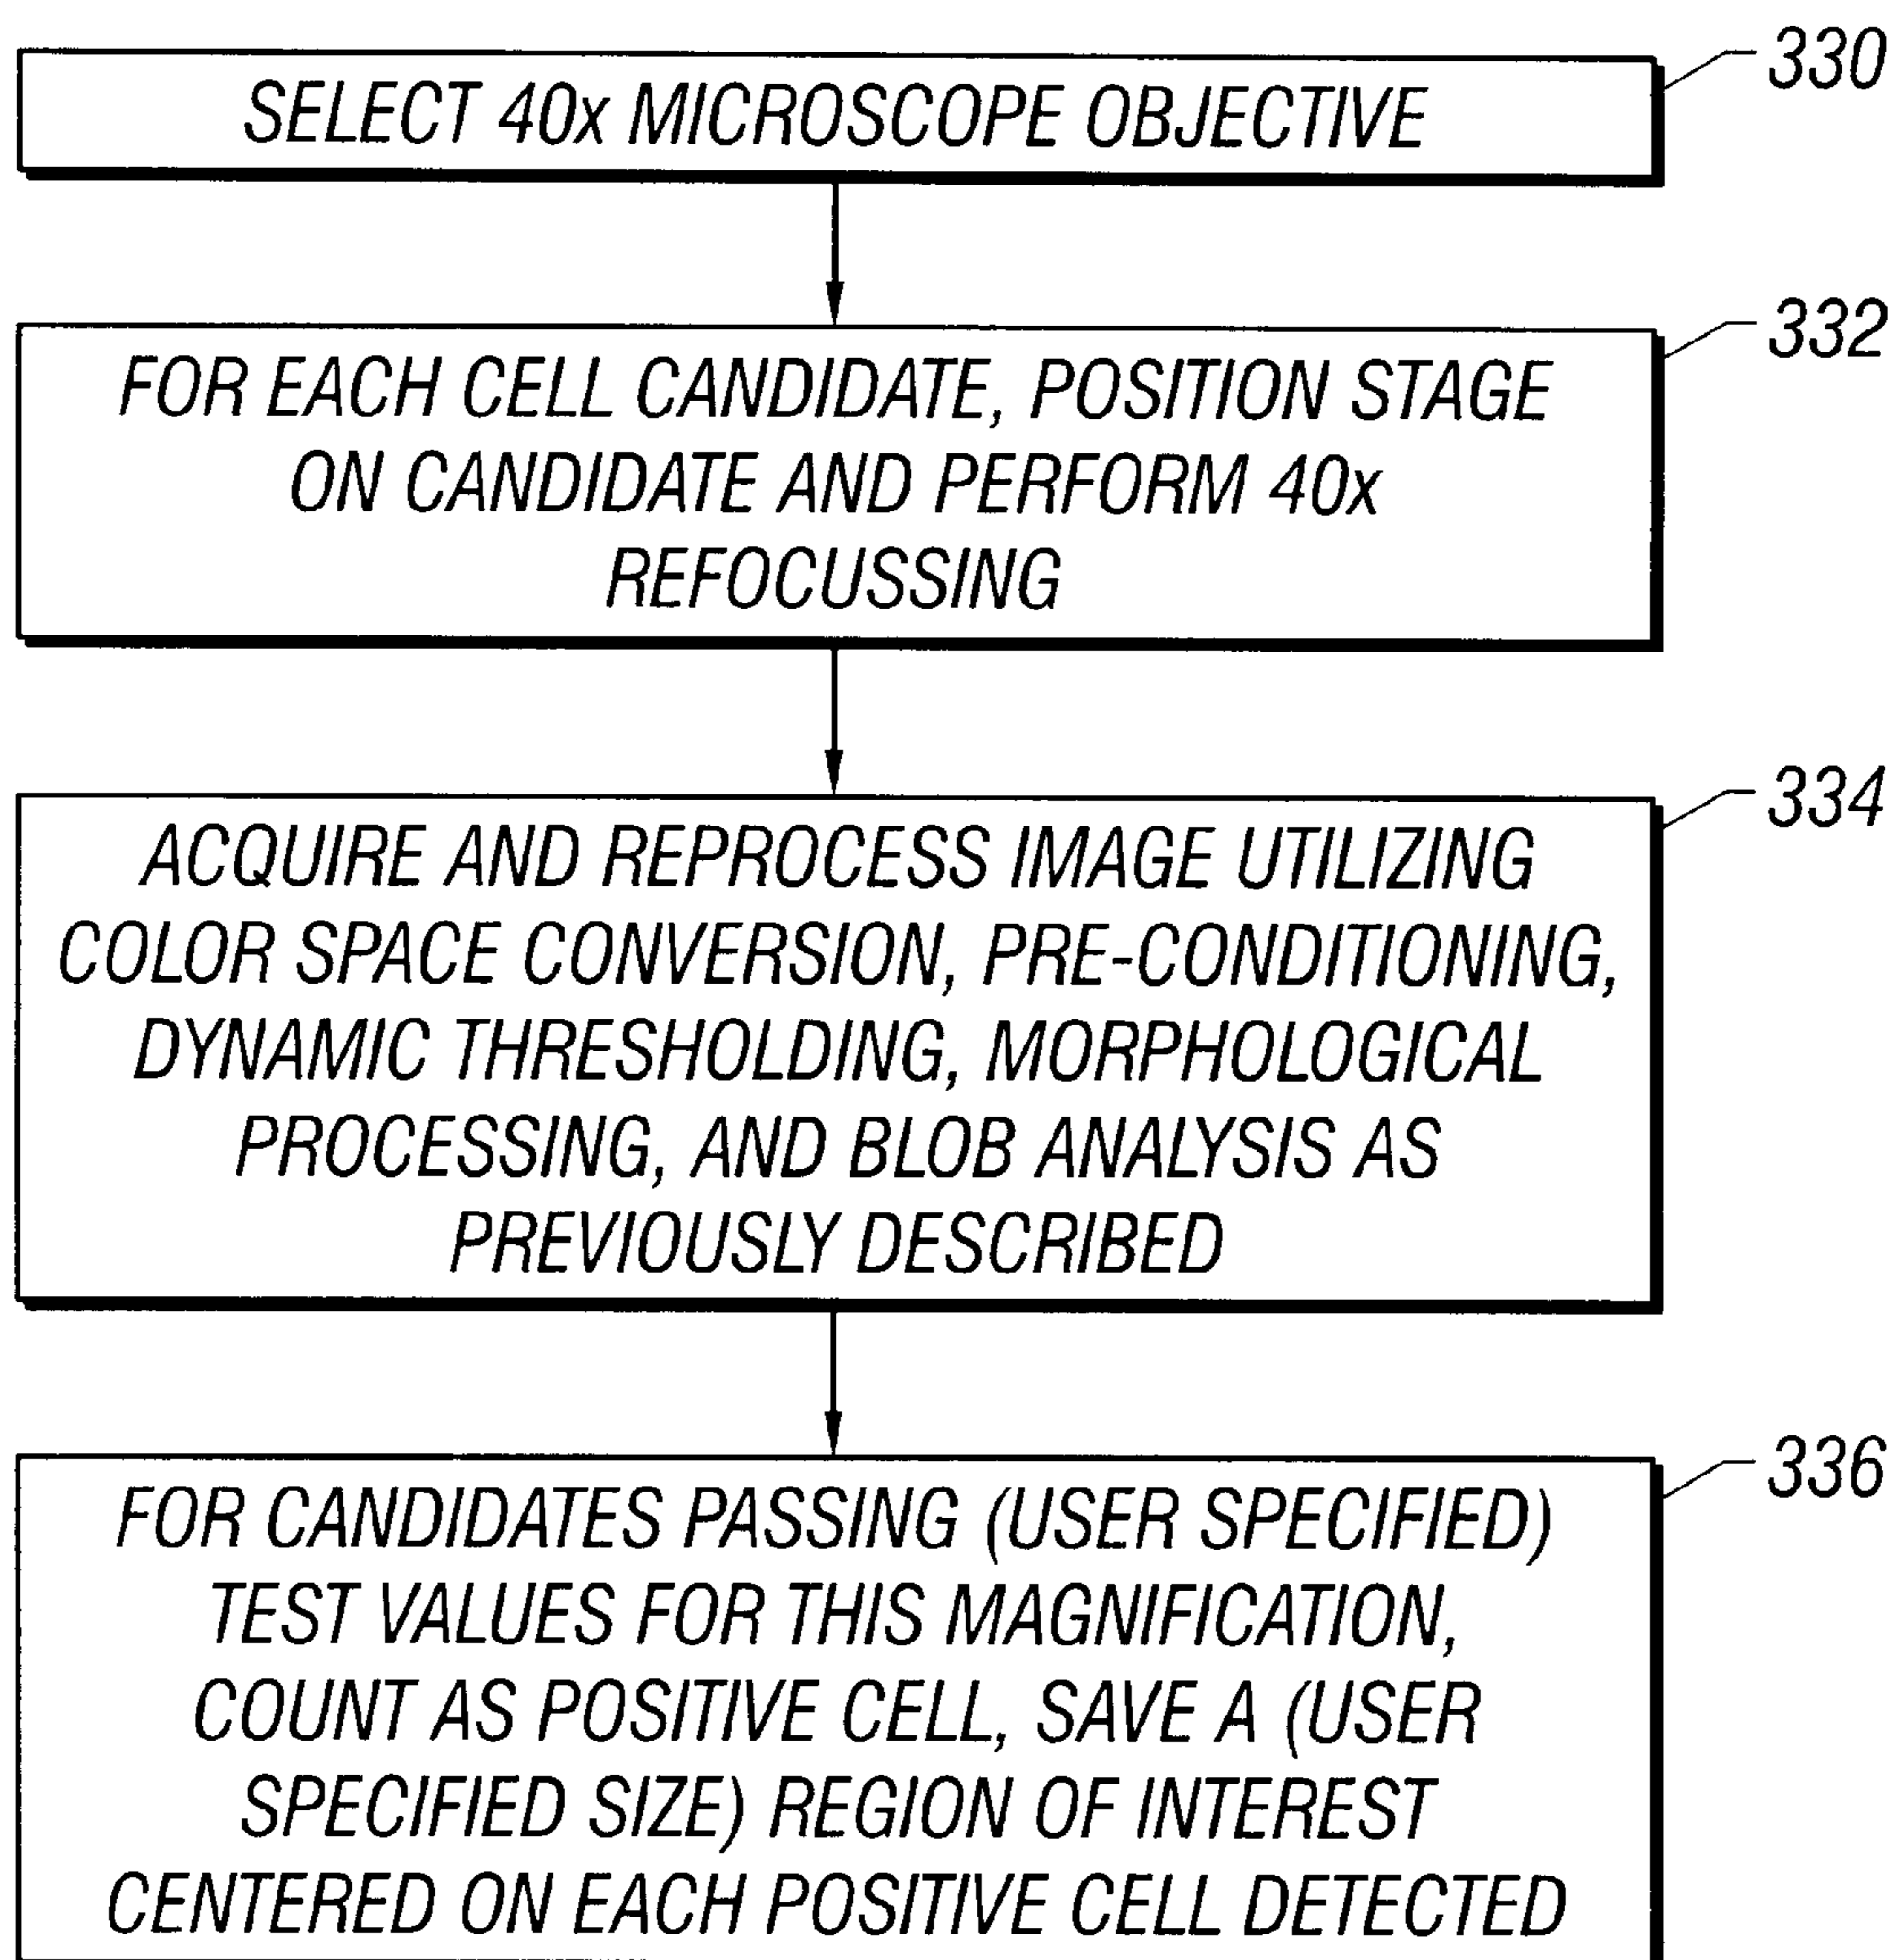 330
SELECT 40x MICROSCOPE OBJECTIVE
332
FOR EACH CELL CANDIDATE, POSITION STAGE
ON CANDIDATE AND PERFORM 40x
REFOCUSSING
334
ACQUIRE AND REPROCESS IMAGE UTILIZING
COLOR SPACE CONVERSION, PRE-CONDITIONING,
DYNAMIC THRESHOLDING, MORPHOLOGICAL
PROCESSING, AND BLOB ANALYSIS AS
PREVIOUSLY DESCRIBED
336
FOR CANDIDATES PASSING (USER SPECIFIED)
TEST VALUES FOR THIS MAGNIFICATION,
COUNT AS POSITIVE CELL, SAVE A (USER
SPECIFIED SIZE) REGION OF INTEREST
CENTERED ON EACH POSITIVE CELL DETECTED